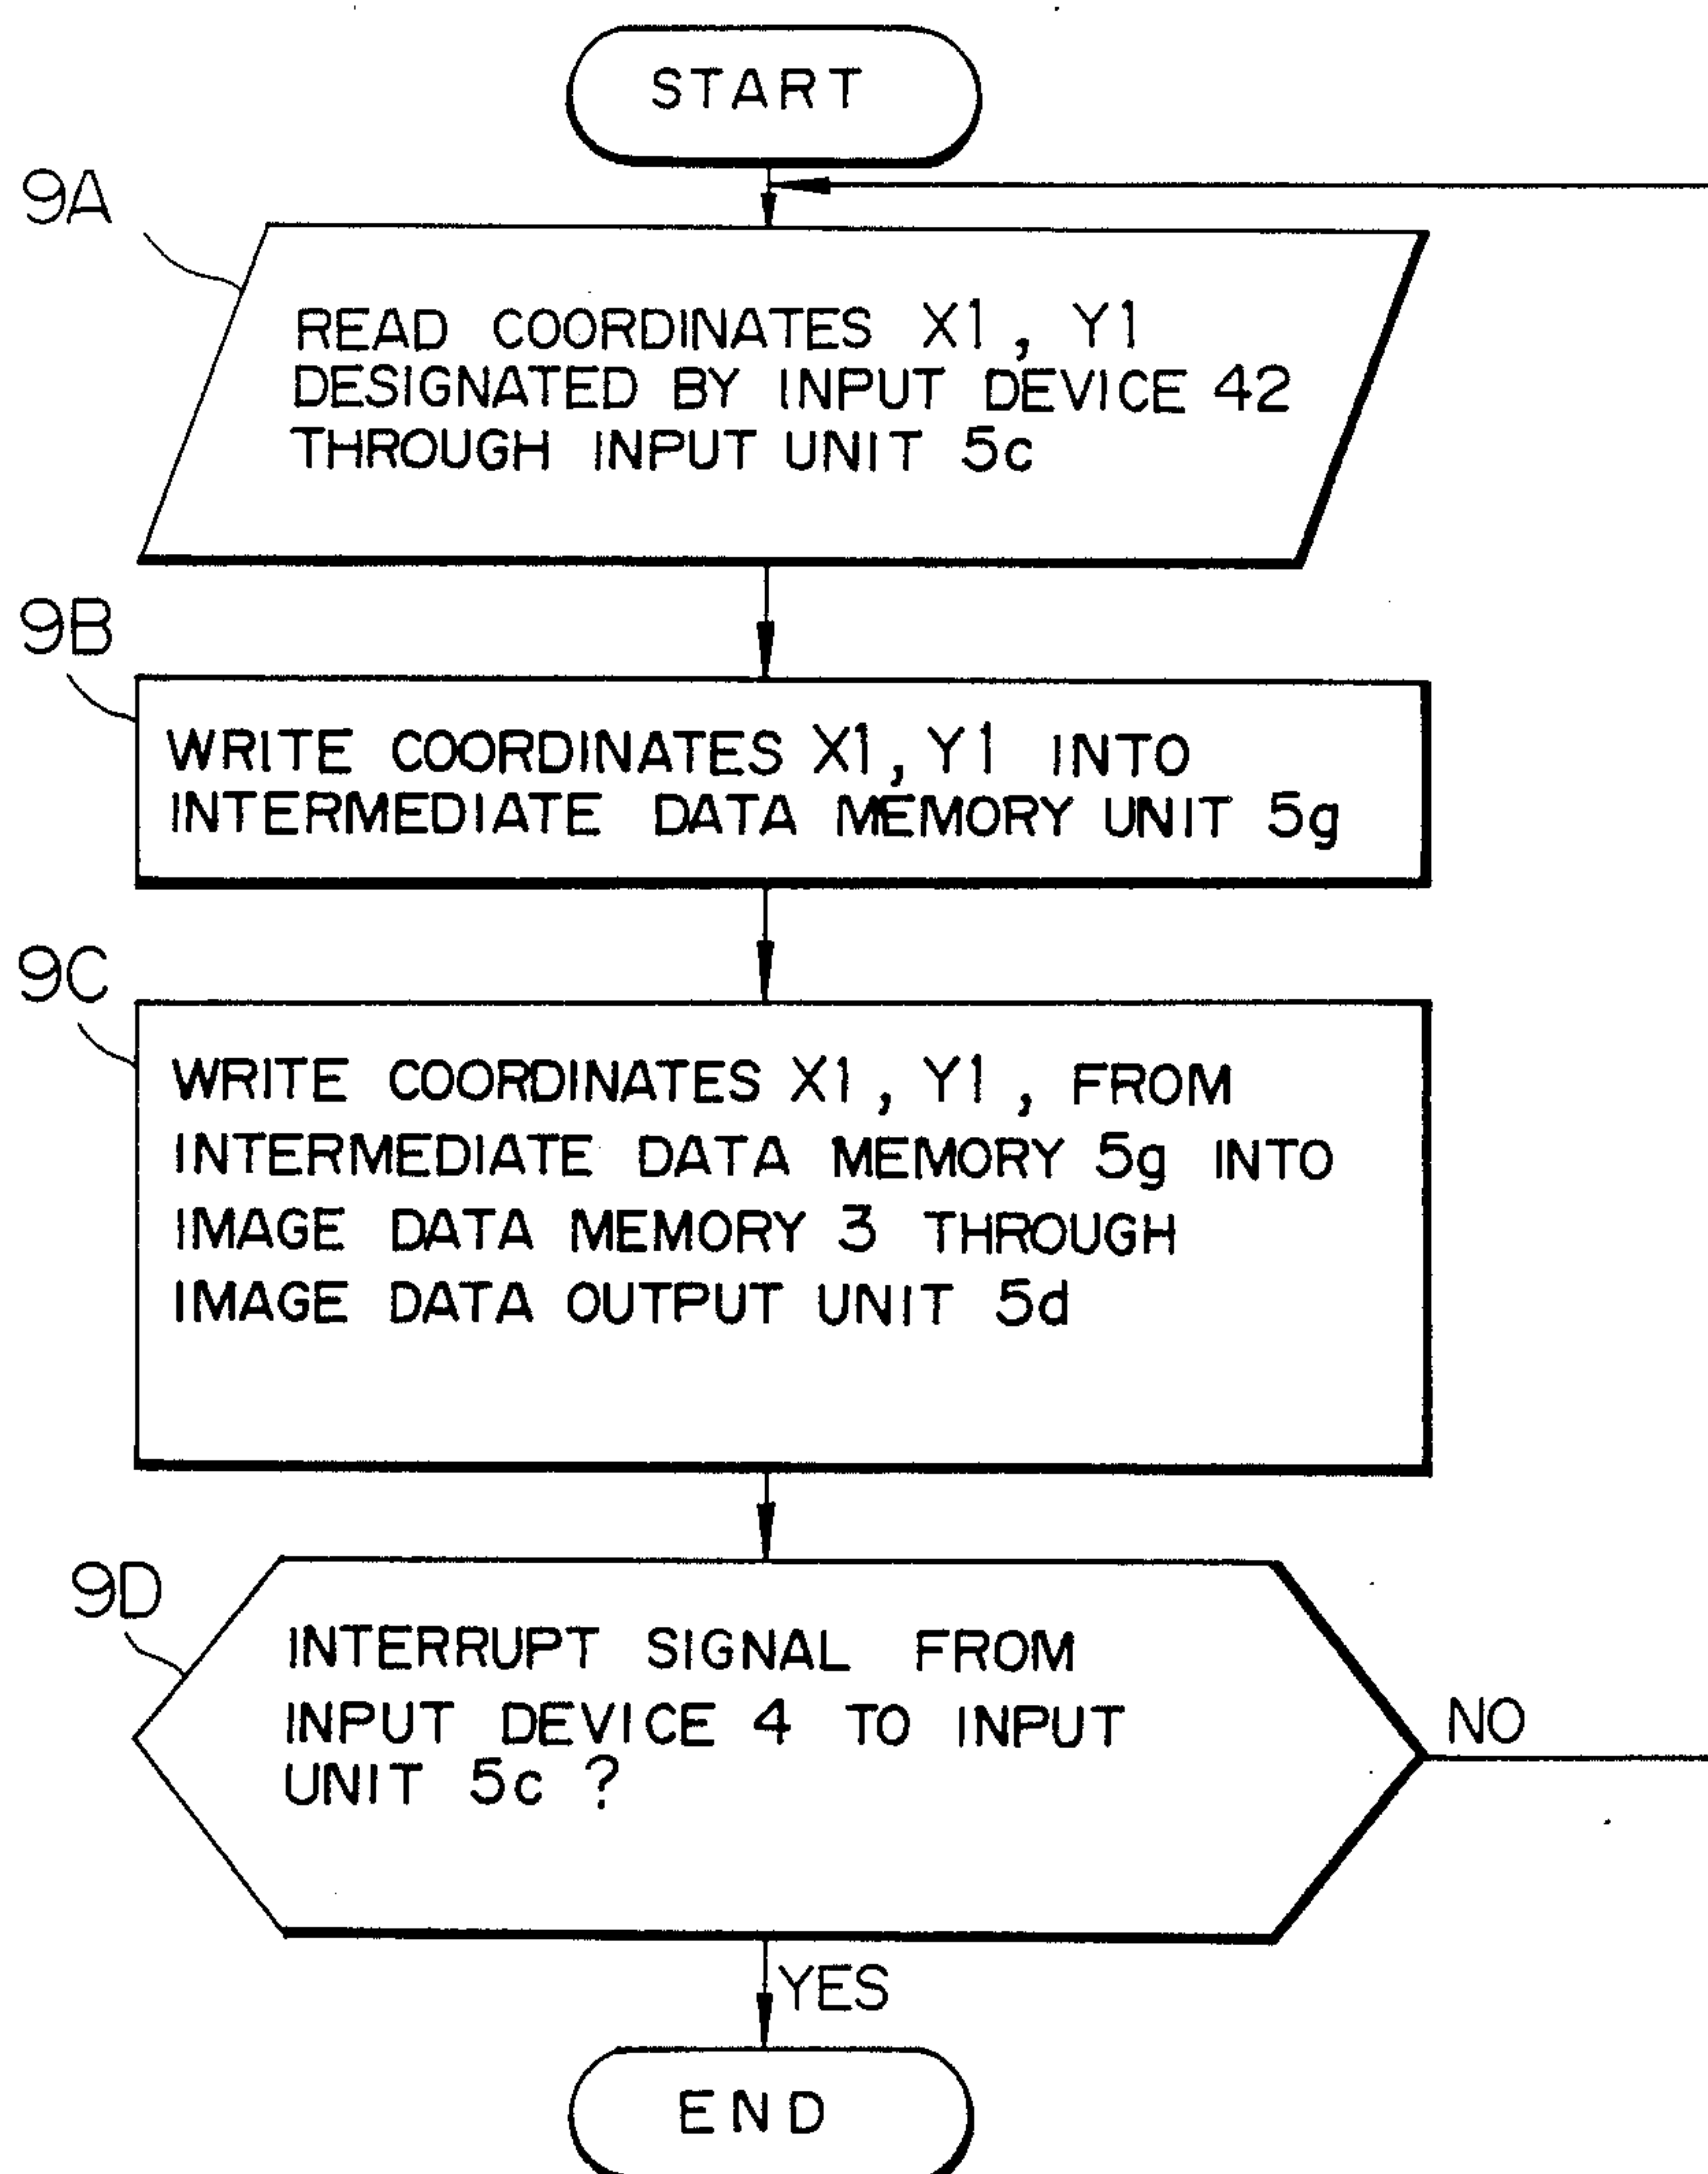 START
9A
READ COORDINATES X1, Y1
DESIGNATED BY INPUT DEVICE 42
THROUGH INPUT UNIT 5c
9B
WRITE COORDINATES X1, Y1 INTO
INTERMEDIATE DATA MEMORY UNIT 5g
9C
WRITE COORDINATES X1, Y1, FROM
INTERMEDIATE DATA MEMORY 5g INTO
IMAGE DATA MEMORY 3 THROUGH
IMAGE DATA OUTPUT UNIT 5d
9D
INTERRUPT SIGNAL FROM
INPUT DEVICE 4 TO INPUT
UNIT 5c ?
NO
YES
END